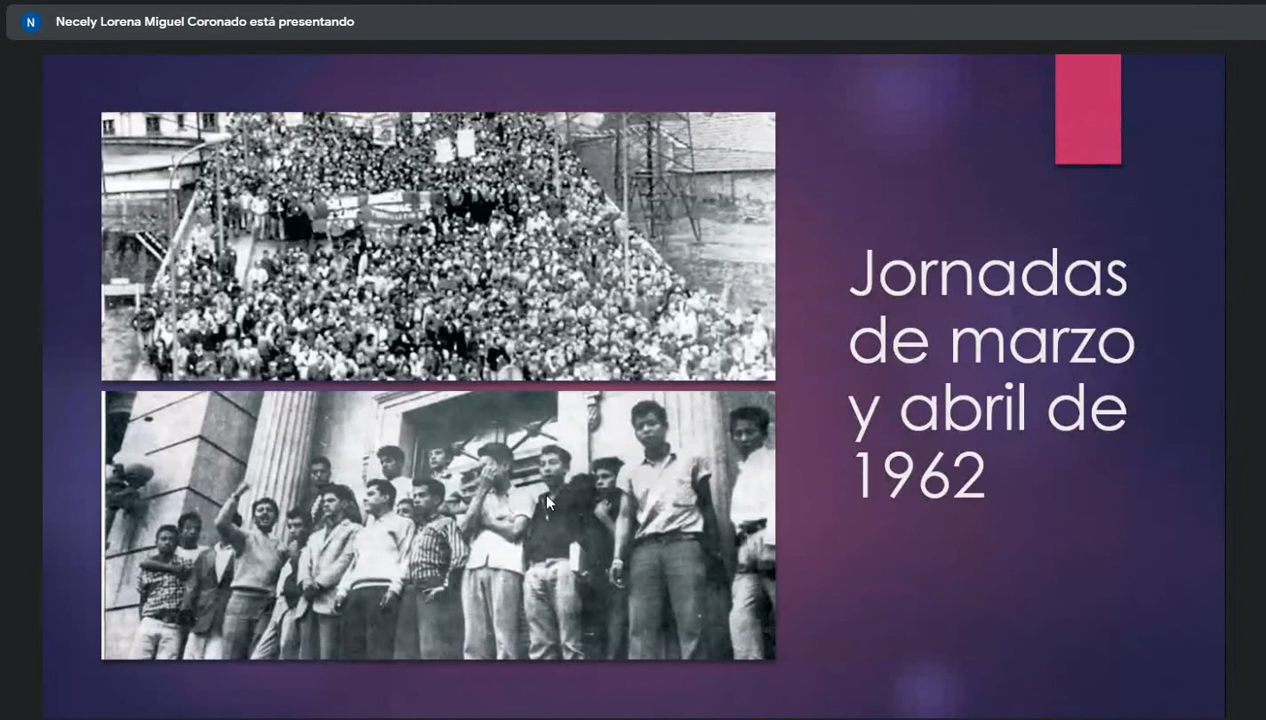 N
Necely Lorena Miguel Coronado está presentando
Jornadas
de marzo
y abril de
1962